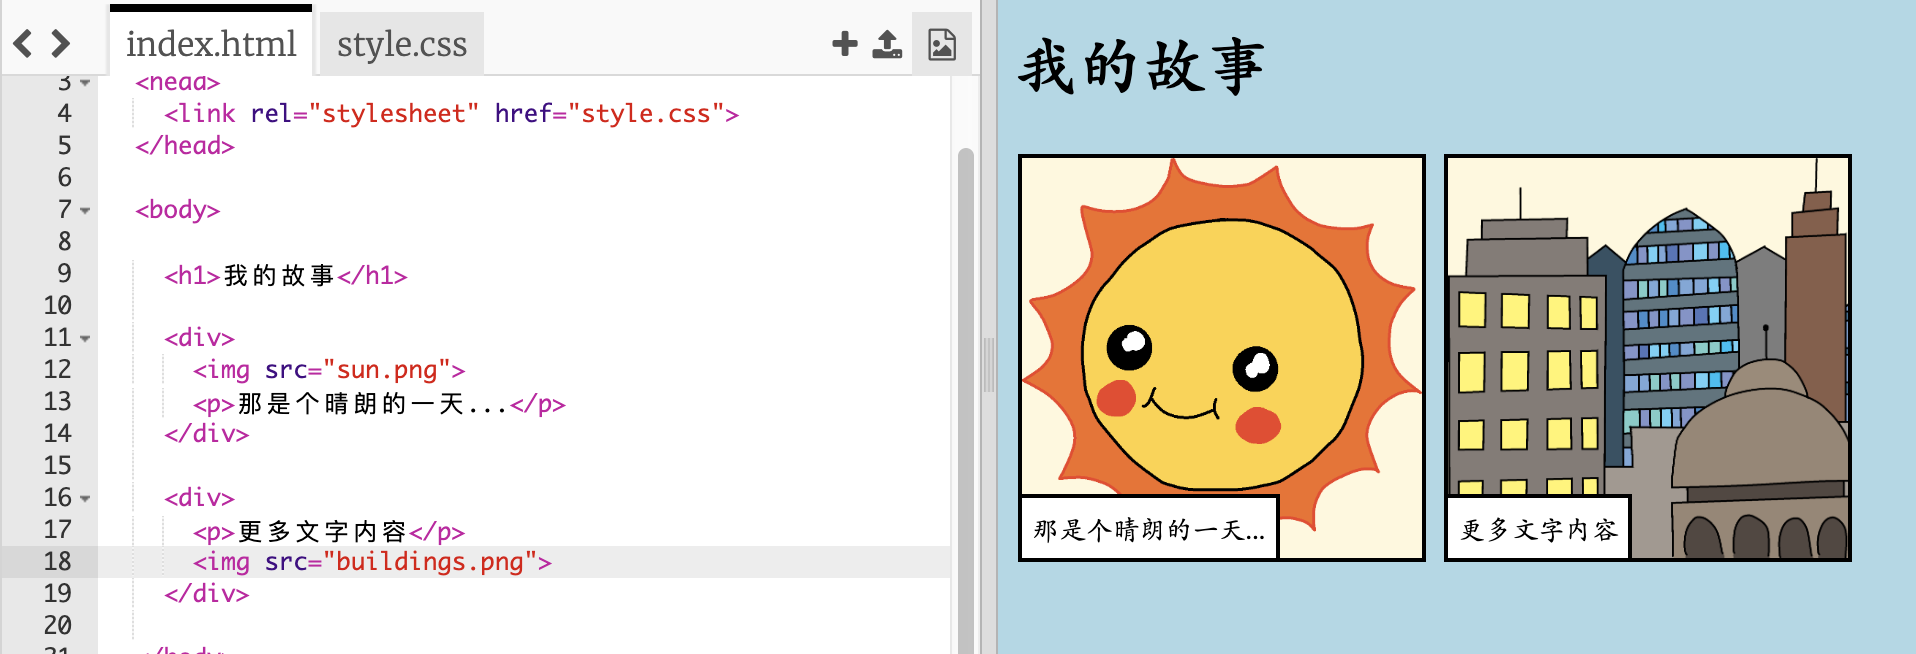 index.html
style.css
3 <head>
4 <link rel="stylesheet" href="style.css">
5 </head>
6
7 <body>
8
9 <h1>我的故事</h1>
10
11 <div>
12 <img src="sun.png">
13 <p>那是个晴朗的一天...</p>
14 </div>
15
16 <div>
17 <p>更多文字内容</p>
18 <img src="buildings.png">
19 </div>
20
21 </body>
我的故事
那是个晴朗的一天...
更多文字内容